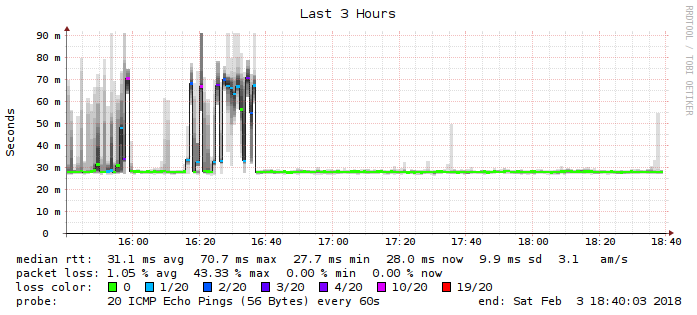 Last 3 Hours
RRDTOOL / TOBI OETIKER
Seconds
90 m
80 m
70 m
60 m
50 m
40 m
30 m
20 m
10 m
0
16:00 16:20 16:40 17:00 17:20 17:40 18:00 18:20 18:40
median rtt: 31.1 ms avg 70.7 ms max 27.7 ms min 28.0 ms now 9.9 ms sd 3.1 am/s
packet loss: 1.05 % avg 43.33 % max 0.00 % min 0.00 % now
loss color: 0 1/20 2/20 3/20 4/20 10/20 19/20
probe: 20 ICMP Echo Pings (56 Bytes) every 60s end: Sat Feb 3 18:40:03 2018